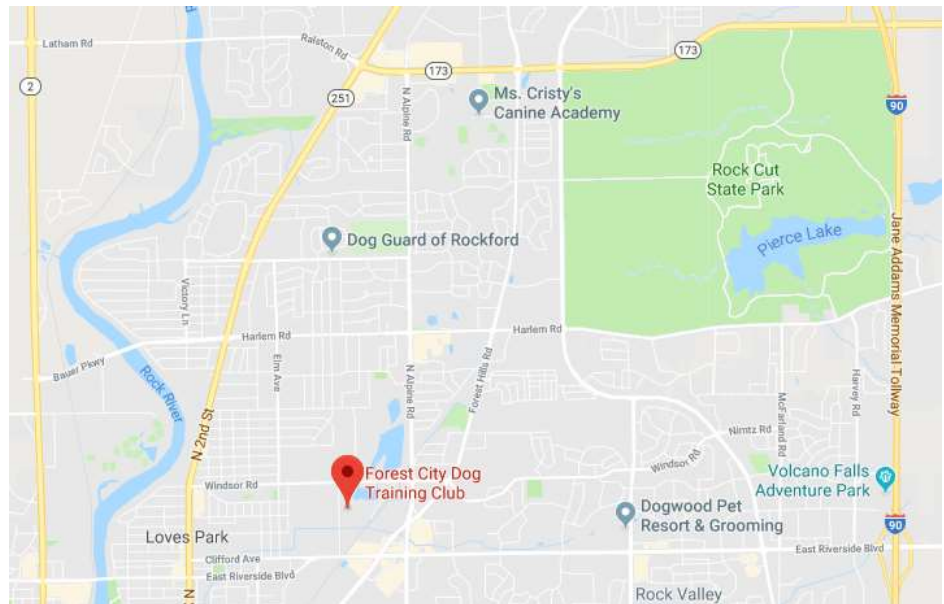 Latham Rd
Ralston Rd
173
173
2
251
N Alpine Rd
Ms. Cristy's
Canine Academy
90
Rock Cut
State Park
Pierce Lake
Dog Guard of Rockford
Jane Addams Memorial Tollway
Victory Ln
Harlem Rd
Harlem Rd
Bauer Pkwy
Rock River
Elm Ave
N Alpine Rd
Forest Hills Rd
McFarland Rd
Harvey Rd
N 2nd St
Nimtz Rd
Windsor Rd
Forest City Dog
Training Club
Windsor Rd
Volcano Falls
Adventure Park
Dogwood Pet
Resort & Grooming
90
Loves Park
Clifford Ave
East Riverside Blvd
East Riverside Blvd
Rock Valley